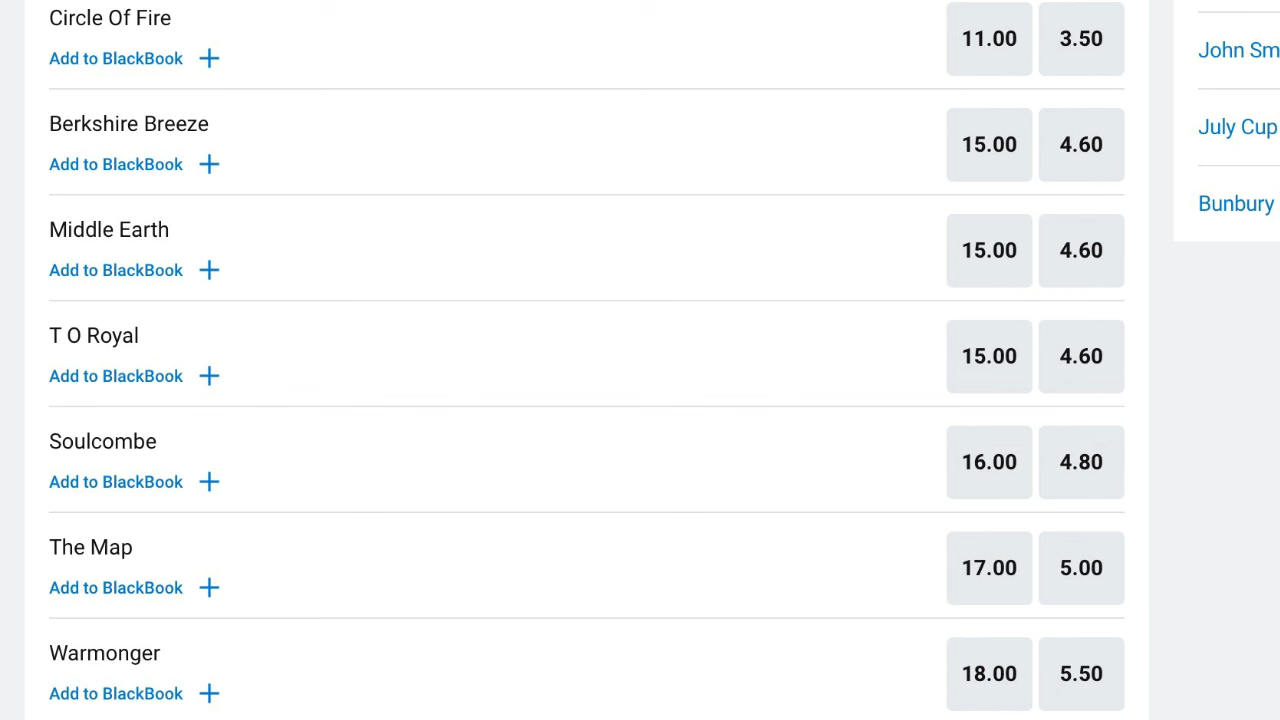 Circle Of Fire
Add to BlackBook +
11.00 3.50
Berkshire Breeze
Add to BlackBook +
15.00 4.60
Middle Earth
Add to BlackBook +
15.00 4.60
T O Royal
Add to BlackBook +
15.00 4.60
Soulcombe
Add to BlackBook +
16.00 4.80
The Map
Add to BlackBook +
17.00 5.00
Warmonger
Add to BlackBook +
18.00 5.50
John Sm
July Cup
Bunbury